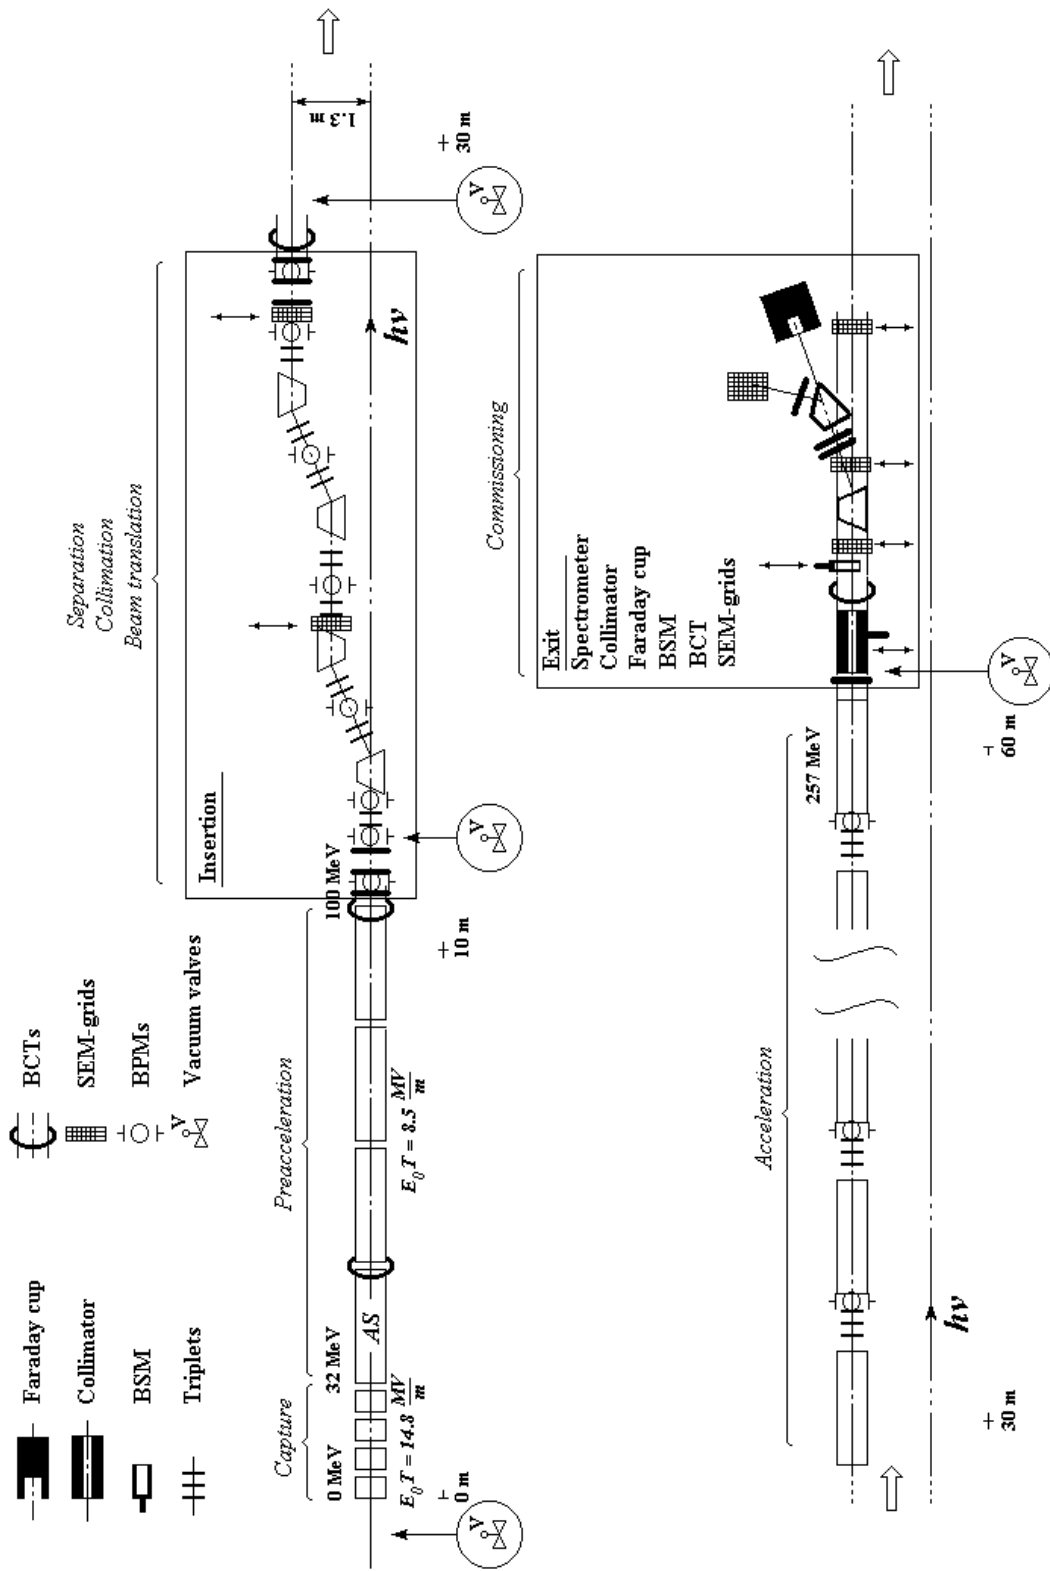 Faraday cup
Collimator
BSM
Triplets
BCTs
SEM-grids
BPMs
V
Vacuum valves
Capture
Preacceleration
Separation
Collimation
Beam translation
0 MeV
32 MeV
100 MeV
Insertion
AS
E₀T = 14.8 MV/m
E₀T = 8.5 MV/m
hν
1.3 m
0 m
10 m
30 m
V
V
V
Acceleration
Commissioning
257 MeV
Exit
Spectrometer
Collimator
Faraday cup
BSM
BCT
SEM-grids
hν
30 m
60 m
V